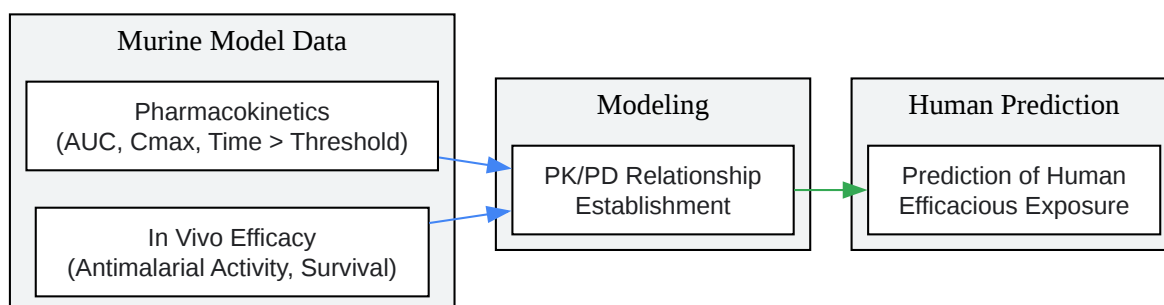 Murine Model Data
Pharmacokinetics
(AUC, Cmax, Time > Threshold)
In Vivo Efficacy
(Antimalarial Activity, Survival)
Modeling
PK/PD Relationship
Establishment
Human Prediction
Prediction of Human
Efficacious Exposure